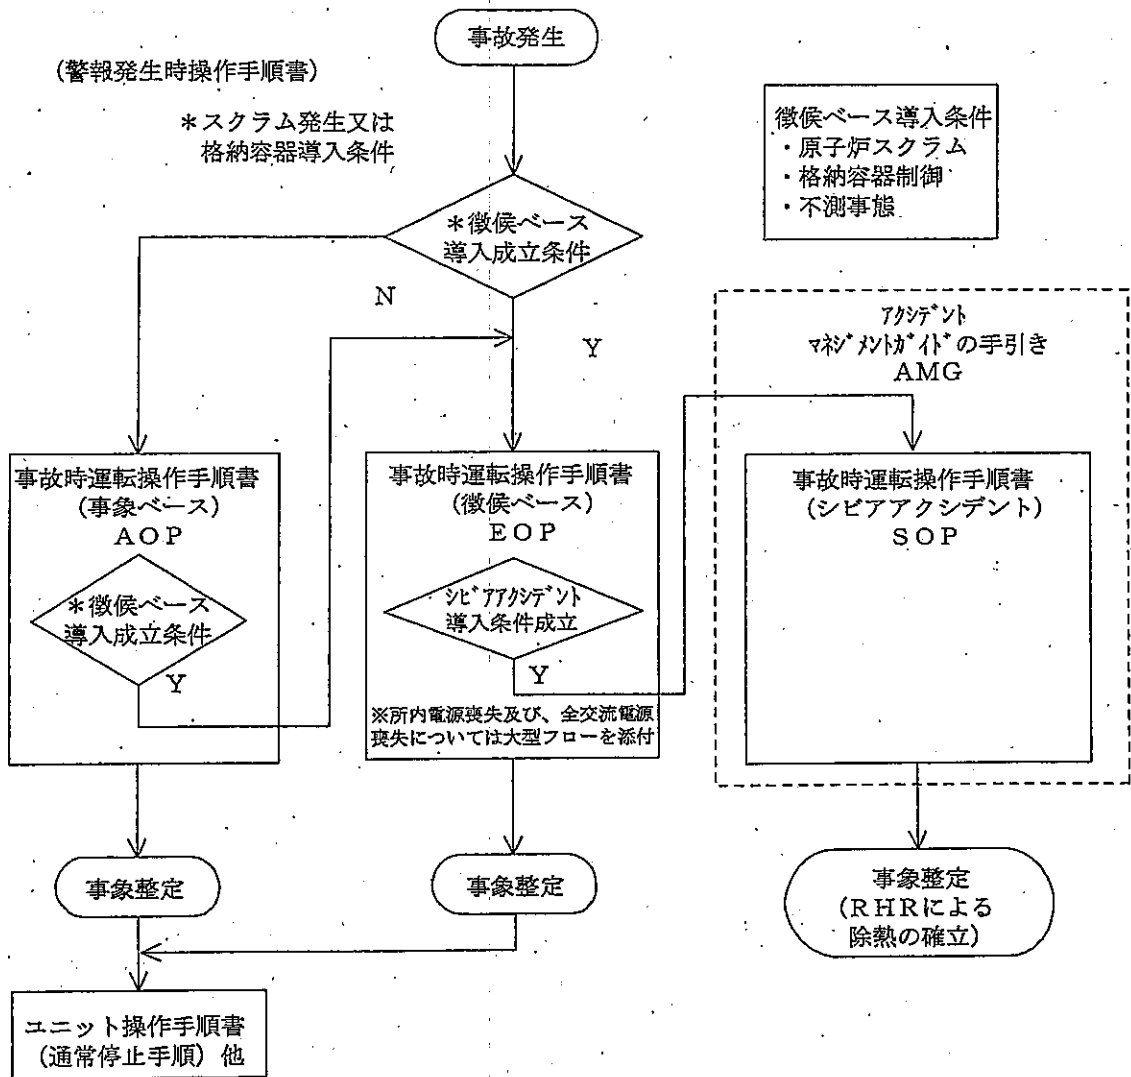 事故発生
(警報発生時操作手順書)
*スクラム発生又は
格納容器導入条件
徴候ベース導入条件
・原子炉スクラム
・格納容器制御
・不測事態
*徴候ベース
導入成立条件
N
Y
アクシデント
マネジメントガイドの手引き
AMG
事故時運転操作手順書
(事象ベース)
AOP
*徴候ベース
導入成立条件
Y
事故時運転操作手順書
(徴候ベース)
EOP
シビアアクシデント
導入条件成立
Y
※所内電源喪失及び、全交流電源
喪失については大型フローを添付
事故時運転操作手順書
(シビアアクシデント)
SOP
事象整定
事象整定
事象整定
(RHRによる
除熱の確立)
ユニット操作手順書
(通常停止手順)他